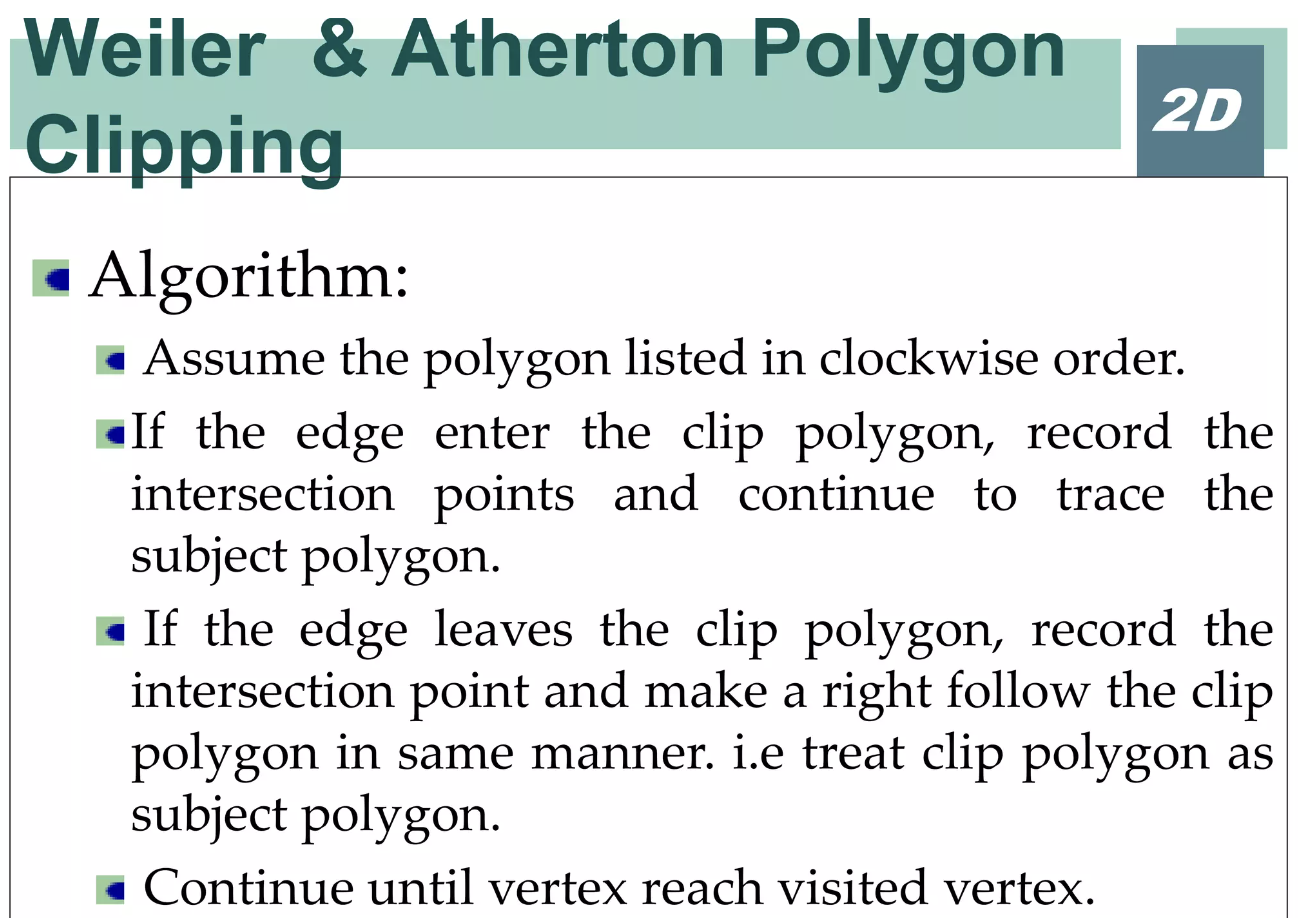 Weiler & Atherton Polygon
Clipping
2D
Algorithm:
Assume the polygon listed in clockwise order.
If the edge enter the clip polygon, record the
intersection points and continue to trace the
subject polygon.
If the edge leaves the clip polygon, record the
intersection point and make a right follow the clip
polygon in same manner. i.e treat clip polygon as
subject polygon.
Continue until vertex reach visited vertex.